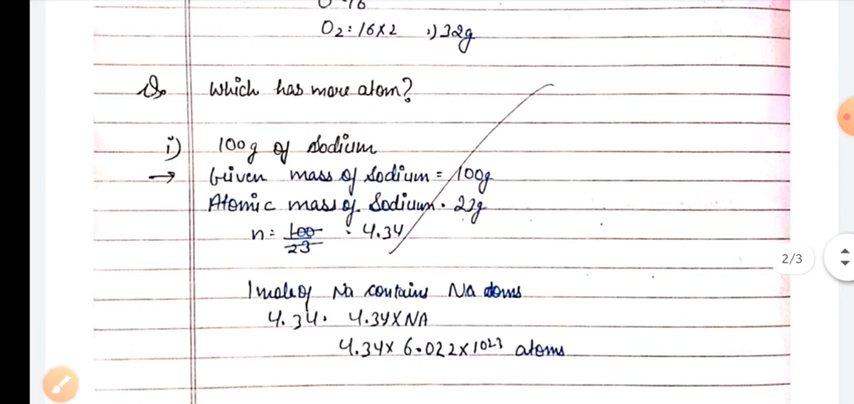 O₂ = 16×2 ⇒ 32g
Q. Which has more atom?
i) 100g of Sodium
→ Given mass of Sodium = 100g
Atomic mass of Sodium = 23g
n = 100/23 = 4.34
1 mole of Na contains NA atoms
4.34 = 4.34×NA
4.34×6.022×10²³ atoms
2/3